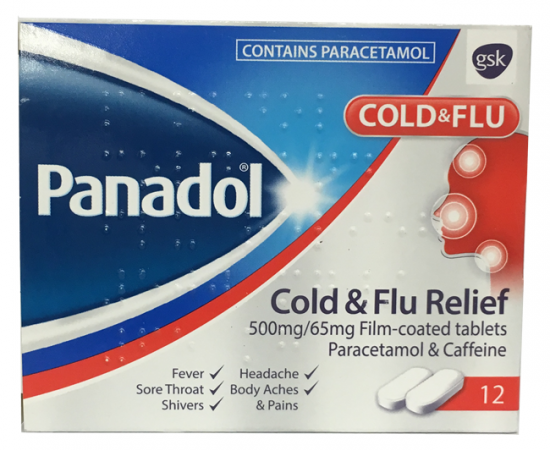 CONTAINS PARACETAMOL
gsk
COLD&FLU
Panadol®
Cold & Flu Relief
500mg/65mg Film-coated tablets
Paracetamol & Caffeine
Fever ✓ Headache ✓
Sore Throat ✓ Body Aches ✓
Shivers ✓ & Pains
12